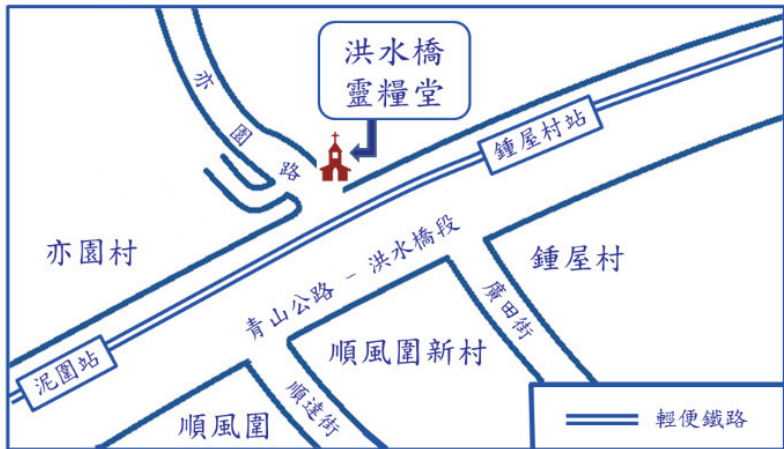 洪水橋
靈糧堂
亦園路
鍾屋村站
亦園村
青山公路 - 洪水橋段
鍾屋村
廣田街
順風圍新村
泥圍站
順達街
順風圍
輕便鐵路